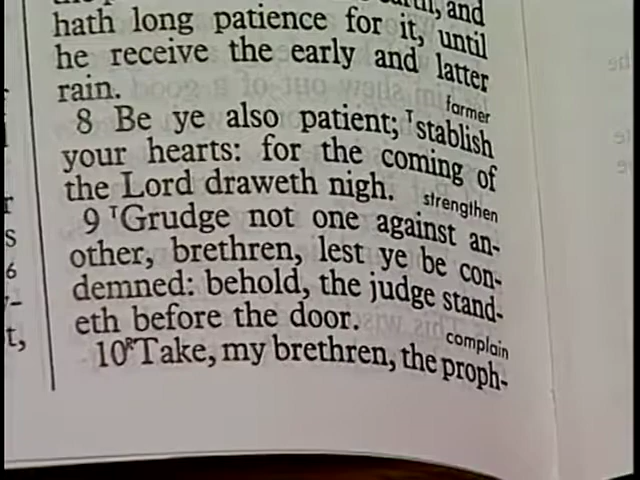 and
hath long patience for it, until
he receive the early and latter
rain.
former
8 Be ye also patient; ᵀstablish
your hearts: for the coming of
the Lord draweth nigh.
strengthen
9 ᵀGrudge not one against an-
other, brethren, lest ye be con-
demned: behold, the judge stand-
eth before the door.
complain
10ᴿTake, my brethren, the proph-